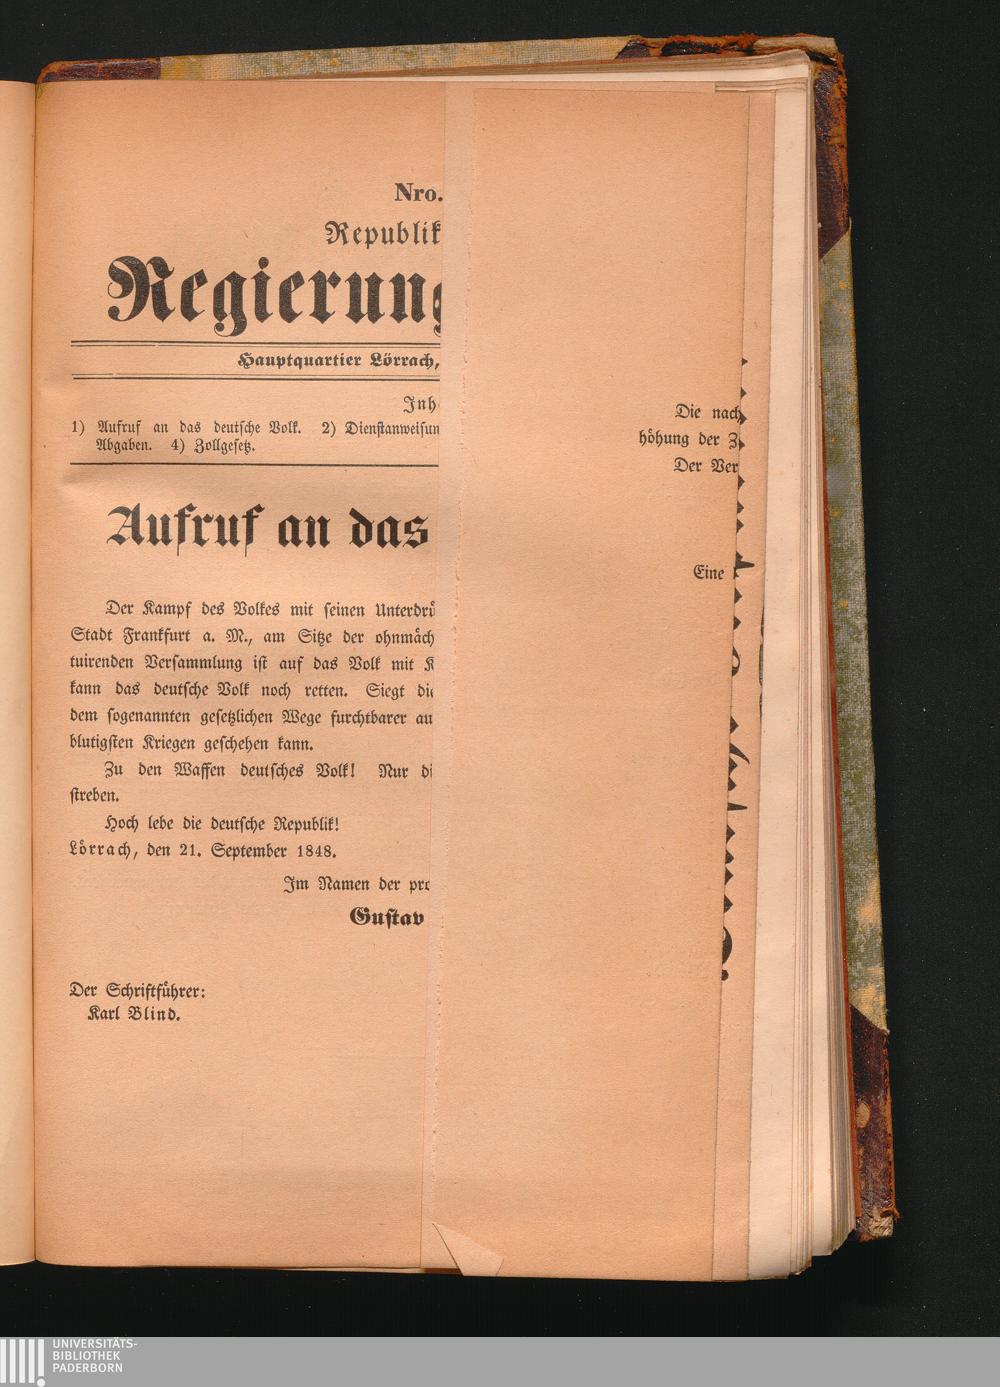 Nro.
Republik
Regierung
Hauptquartier Lörrach,
Inh
1) Aufruf an das deutsche Volk. 2) Dienstanweisun
Abgaben. 4) Zollgesetz.
Aufruf an das
Der Kampf des Volkes mit seinen Unterdrü
Stadt Frankfurt a. M., am Sitze der ohnmäch
tuirenden Versammlung ist auf das Volk mit K
kann das deutsche Volk noch retten. Siegt die
dem sogenannten gesetzlichen Wege furchtbarer au
blutigsten Kriegen geschehen kann.
Zu den Waffen deutsches Volk! Nur di
streben.
Hoch lebe die deutsche Republik!
Lörrach, den 21. September 1848.
Im Namen der pro
Gustav
Der Schriftführer:
Karl Blind.
Die nach
höhung der Z
Der Ver
Eine
UNIVERSITÄTS-
BIBLIOTHEK
PADERBORN